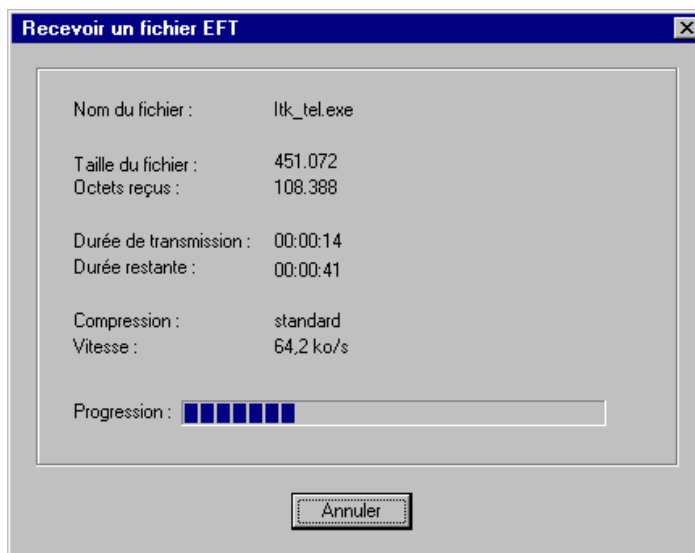 Recevoir un fichier EFT
Nom du fichier : ltk_tel.exe
Taille du fichier : 451.072
Octets reçus : 108.388
Durée de transmission : 00:00:14
Durée restante : 00:00:41
Compression : standard
Vitesse : 64,2 ko/s
Progression :
Annuler